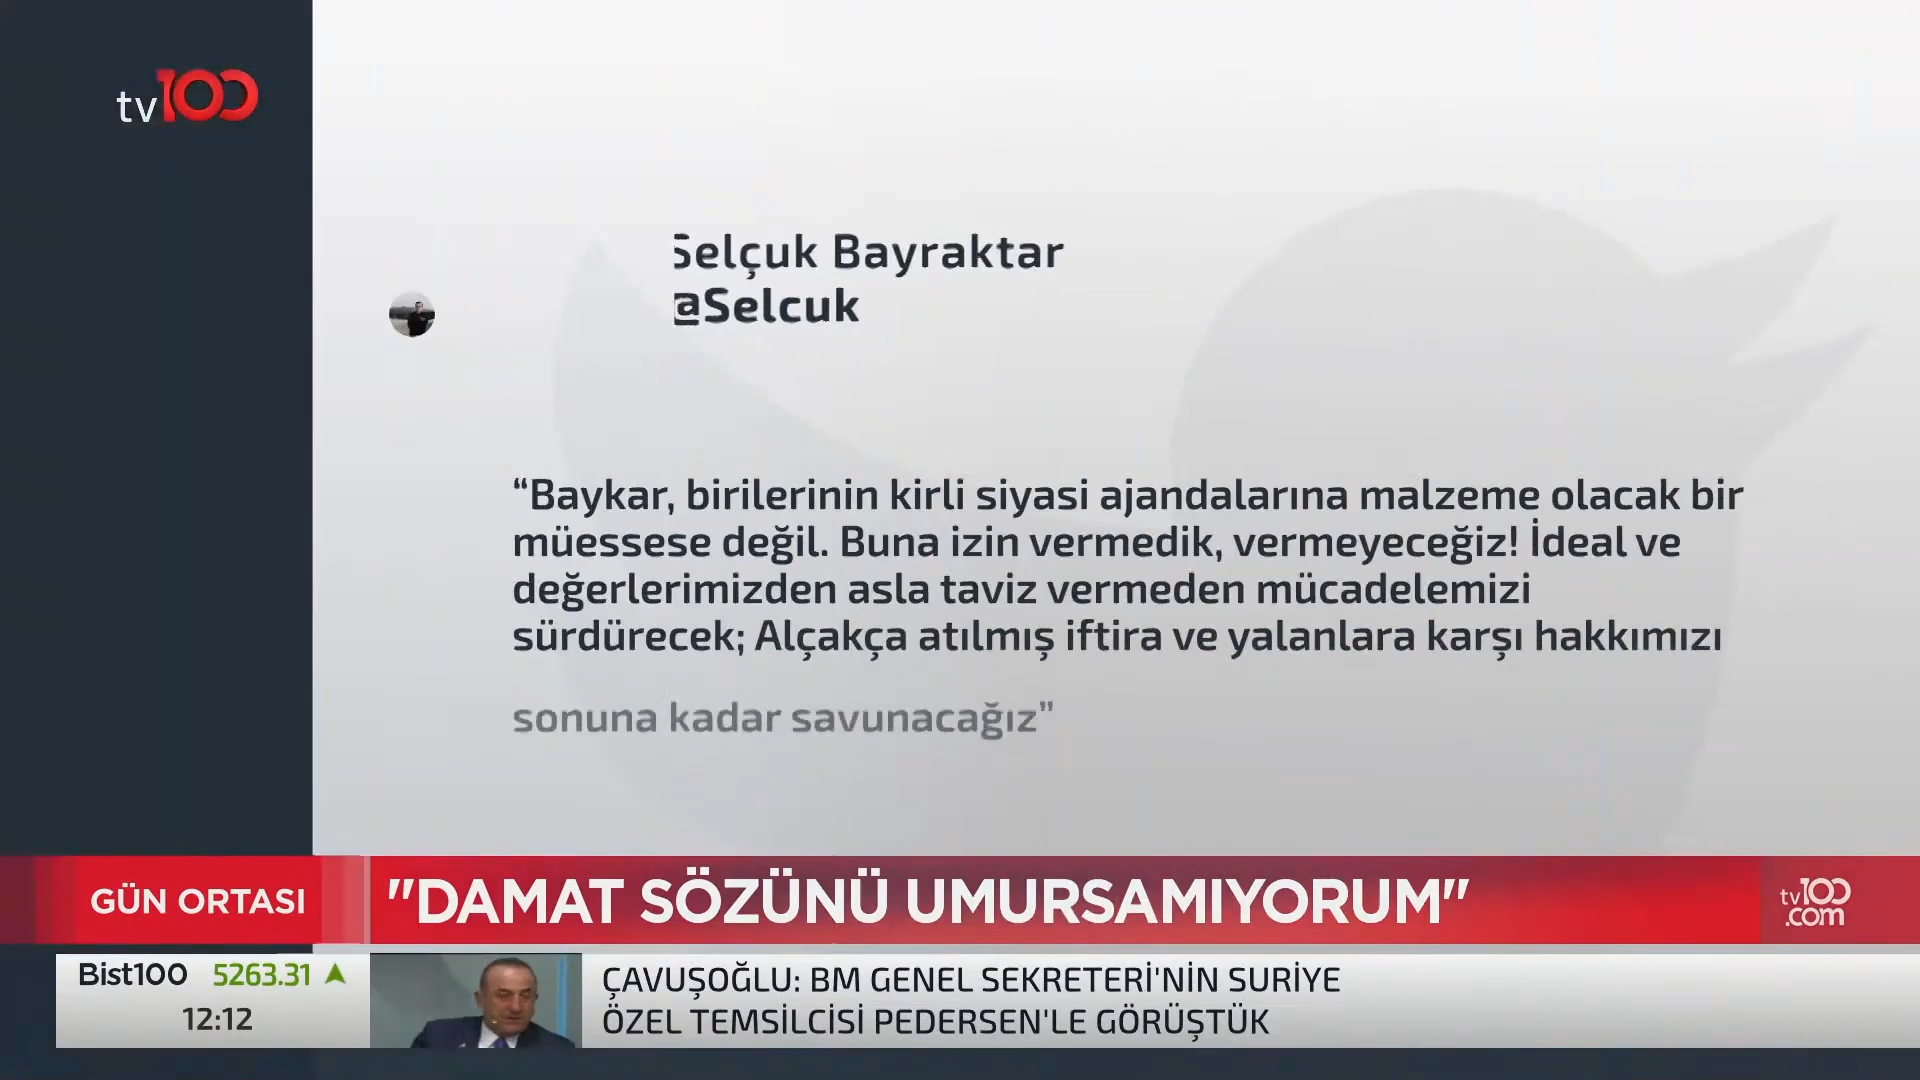 tv100
Selçuk Bayraktar
@Selcuk
“Baykar, birilerinin kirli siyasi ajandalarına malzeme olacak bir
müessese değil. Buna izin vermedik, vermeyeceğiz! İdeal ve
değerlerimizden asla taviz vermeden mücadelemizi
sürdürecek; Alçakça atılmış iftira ve yalanlara karşı hakkımızı
sonuna kadar savunacağız”
GÜN ORTASI
"DAMAT SÖZÜNÜ UMURSAMIYORUM"
tv100
.com
Bist100 5263.31
12:12
ÇAVUŞOĞLU: BM GENEL SEKRETERİ'NİN SURİYE
ÖZEL TEMSİLCİSİ PEDERSEN'LE GÖRÜŞTÜK